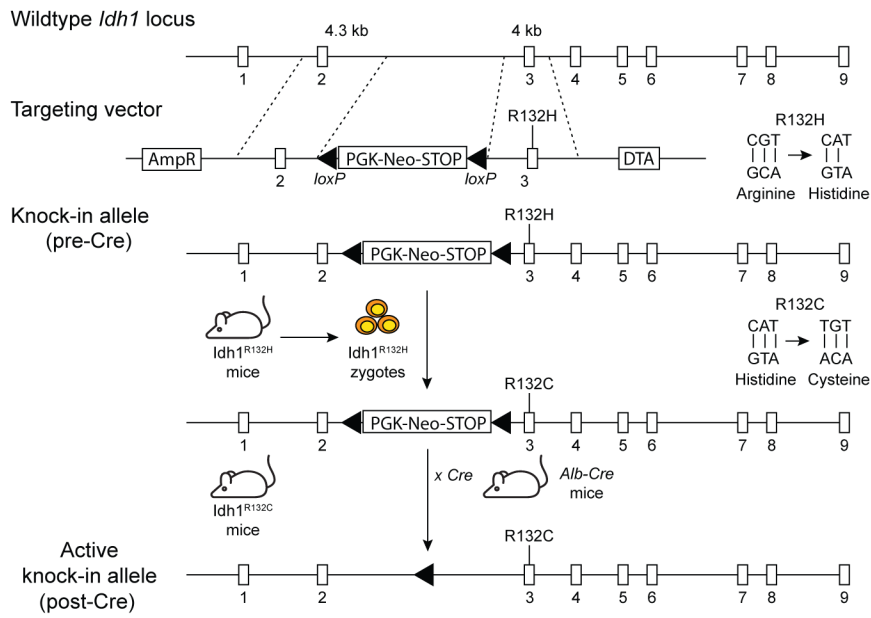 Wildtype Idh1 locus
4.3 kb
4 kb
1 2 3 4 5 6 7 8 9
Targeting vector
R132H
AmpR
PGK-Neo-STOP
DTA
2 loxP loxP 3
R132H
CGT CAT
GCA GTA
Arginine Histidine
Knock-in allele
(pre-Cre)
R132H
PGK-Neo-STOP
1 2 3 4 5 6 7 8 9
Idh1R132H
mice
Idh1R132H
zygotes
R132C
CAT TGT
GTA ACA
Histidine Cysteine
R132C
PGK-Neo-STOP
1 2 3 4 5 6 7 8 9
Idh1R132C
mice
x Cre
Alb-Cre
mice
Active
knock-in allele
(post-Cre)
R132C
1 2 3 4 5 6 7 8 9